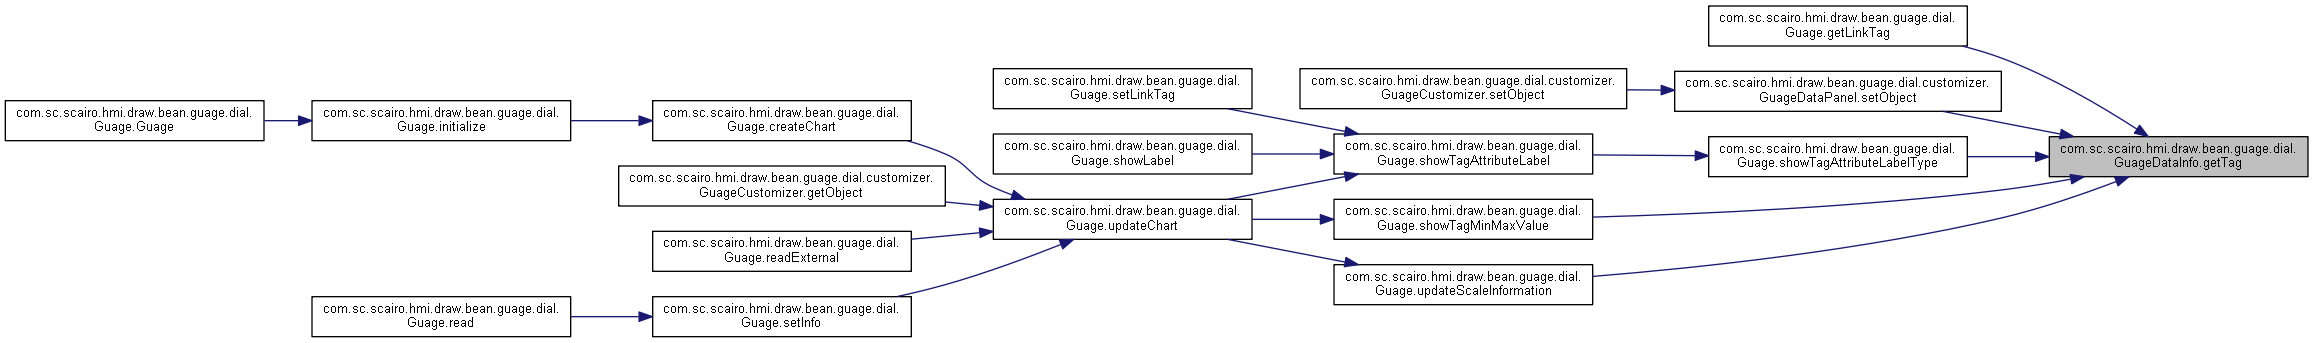 com.sc.scairo.hmi.draw.bean.guage.dial.
Guage.Guage
com.sc.scairo.hmi.draw.bean.guage.dial.
Guage.initialize
com.sc.scairo.hmi.draw.bean.guage.dial.
Guage.read
com.sc.scairo.hmi.draw.bean.guage.dial.
Guage.createChart
com.sc.scairo.hmi.draw.bean.guage.dial.customizer.
GuageCustomizer.getObject
com.sc.scairo.hmi.draw.bean.guage.dial.
Guage.readExternal
com.sc.scairo.hmi.draw.bean.guage.dial.
Guage.setInfo
com.sc.scairo.hmi.draw.bean.guage.dial.
Guage.setLinkTag
com.sc.scairo.hmi.draw.bean.guage.dial.
Guage.showLabel
com.sc.scairo.hmi.draw.bean.guage.dial.
Guage.updateChart
com.sc.scairo.hmi.draw.bean.guage.dial.customizer.
GuageCustomizer.setObject
com.sc.scairo.hmi.draw.bean.guage.dial.
Guage.showTagAttributeLabel
com.sc.scairo.hmi.draw.bean.guage.dial.
Guage.showTagMinMaxValue
com.sc.scairo.hmi.draw.bean.guage.dial.
Guage.updateScaleInformation
com.sc.scairo.hmi.draw.bean.guage.dial.
Guage.getLinkTag
com.sc.scairo.hmi.draw.bean.guage.dial.customizer.
GuageDataPanel.setObject
com.sc.scairo.hmi.draw.bean.guage.dial.
Guage.showTagAttributeLabelType
com.sc.scairo.hmi.draw.bean.guage.dial.
GuageDataInfo.getTag